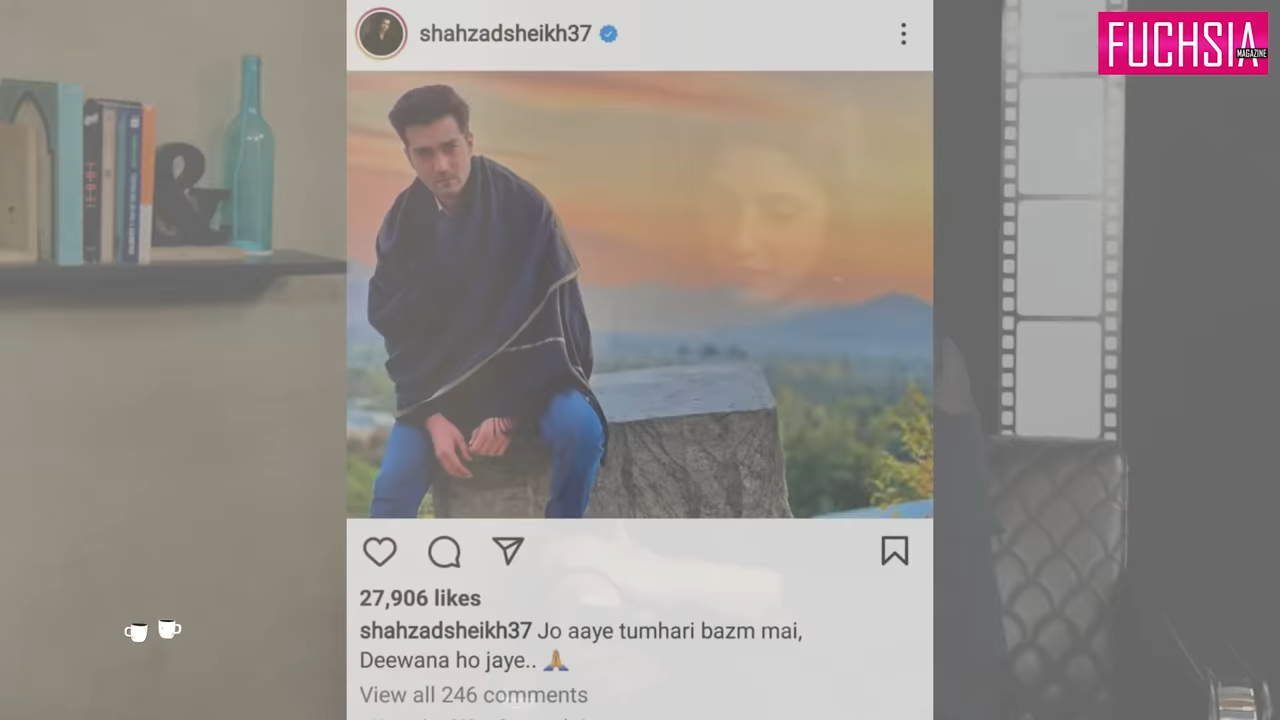 shahzadsheikh37
FUCHSIA
MAGAZINE
27,906 likes
shahzadsheikh37 Jo aaye tumhari bazm mai,
Deewana ho jaye.. 🙏
View all 246 comments